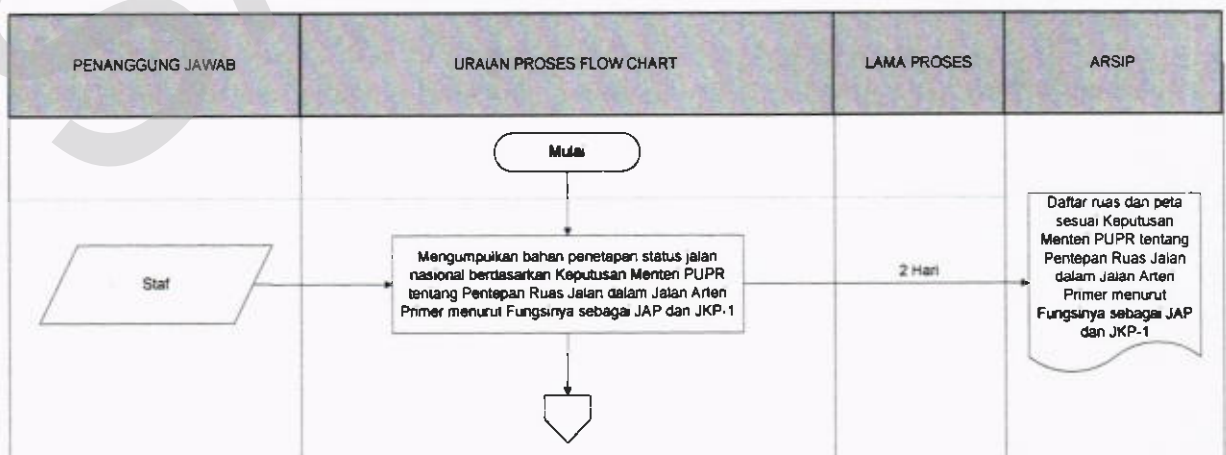 PENANGGUNG JAWAB
URAIAN PROSES FLOW CHART
LAMA PROSES
ARSIP
Mulai
Staf
Mengumpulkan bahan penetapan status jalan
nasional berdasarkan Keputusan Menteri PUPR
tentang Pentepan Ruas Jalan dalam Jalan Arteri
Primer menurut Fungsinya sebagai JAP dan JKP-1
2 Hari
Daftar ruas dan peta
sesuai Keputusan
Menteri PUPR tentang
Pentepan Ruas Jalan
dalam Jalan Arteri
Primer menurut
Fungsinya sebagai JAP
dan JKP-1